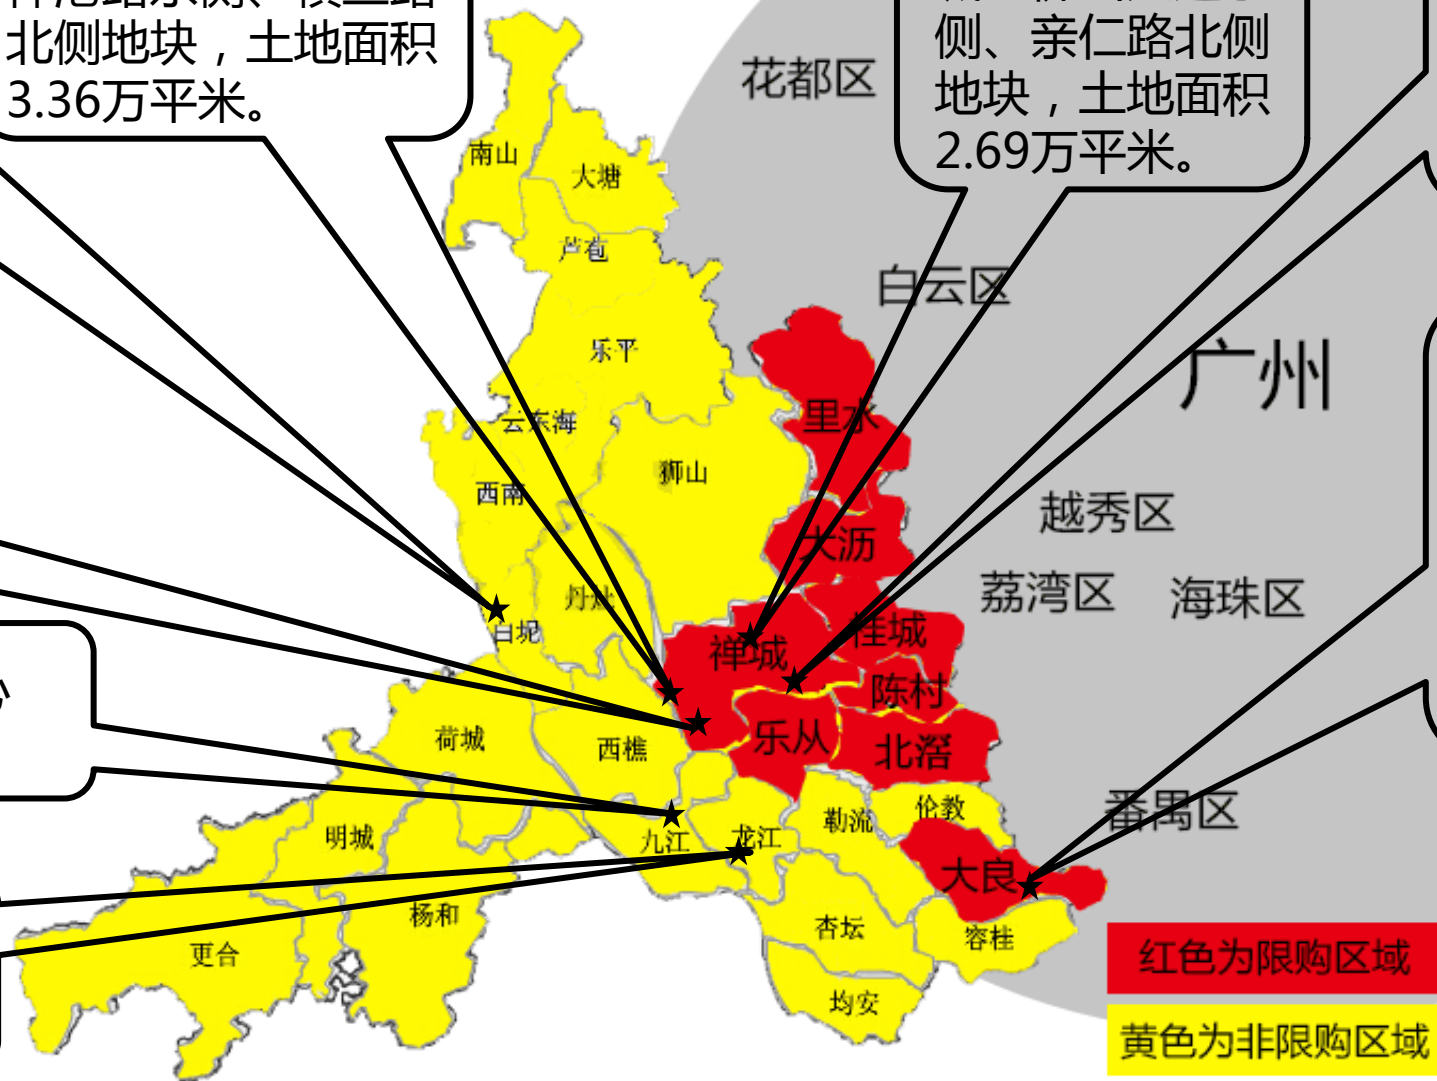 北侧地块，土地面积
3.36万平米。
侧、亲仁路北侧
地块，土地面积
2.69万平米。
花都区
南山
大塘
芦苞
白云区
乐平
广州
里水
云东海
狮山
西南
越秀区
大沥
荔湾区
海珠区
丹灶
白坭
桂城
禅城
陈村
荷城
西樵
乐从
北滘
伦教
番禺区
勒流
明城
九江
龙江
大良
杨和
杏坛
容桂
更合
红色为限购区域
均安
黄色为非限购区域